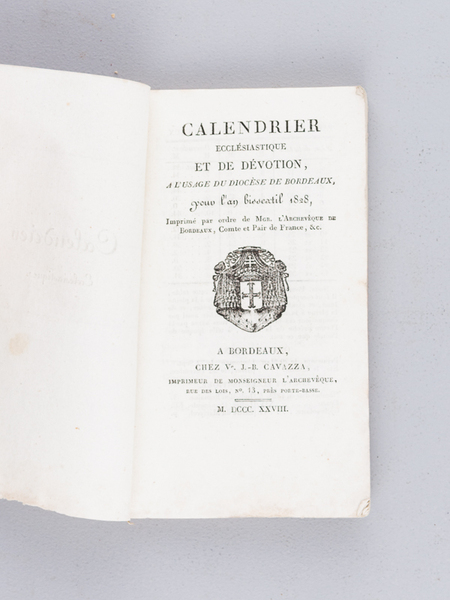 CALENDRIER
ECCLÉSIASTIQUE
ET DE DÉVOTION,
A L'USAGE DU DIOCÈSE DE BORDEAUX,
pour l'an bissextil 1828,
Imprimé par ordre de MGR. L'ARCHEVÊQUE DE
BORDEAUX, Comte et Pair de France, &c.
A BORDEAUX,
CHEZ Ve. J.-B. CAVAZZA,
IMPRIMEUR DE MONSEIGNEUR L'ARCHEVÊQUE,
RUE DES LOIS, No. 13, PRÈS PORTE-BASSE.
M. DCCC. XXVIII.